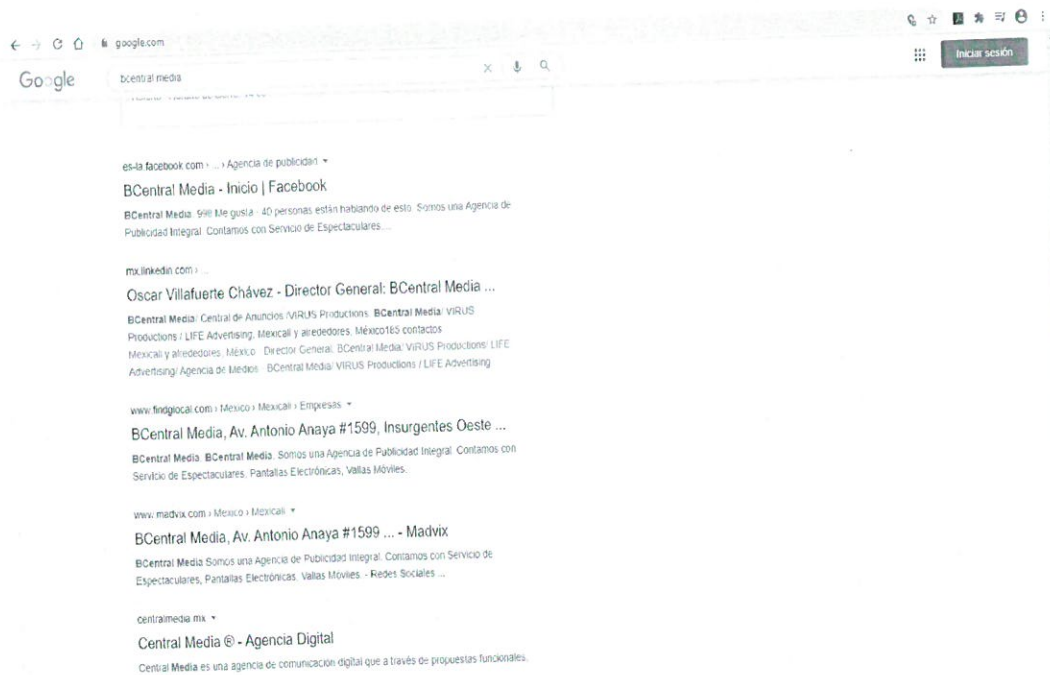 google.com
Google
bcentral media
Iniciar sesión
es-la.facebook.com › ... › Agencia de publicidad
BCentral Media - Inicio | Facebook
BCentral Media. 998 Me gusta · 40 personas están hablando de esto. Somos una Agencia de
Publicidad Integral. Contamos con Servicio de Espectaculares ...
mx.linkedin.com › ...
Oscar Villafuerte Chávez - Director General: BCentral Media ...
BCentral Media/ Central de Anuncios /VIRUS Productions. BCentral Media/ VIRUS
Productions / LIFE Advertising. Mexicali y alrededores, México185 contactos
Mexicali y alrededores, México · Director General: BCentral Media/ VIRUS Productions/ LIFE
Advertising/ Agencia de Medios · BCentral Media/ VIRUS Productions / LIFE Advertising
www.findglocal.com › Mexico › Mexicali › Empresas
BCentral Media, Av. Antonio Anaya #1599, Insurgentes Oeste ...
BCentral Media. BCentral Media. Somos una Agencia de Publicidad Integral. Contamos con
Servicio de Espectaculares, Pantallas Electrónicas, Vallas Móviles.
www.madvix.com › Mexico › Mexicali
BCentral Media, Av. Antonio Anaya #1599 ... - Madvix
BCentral Media Somos una Agencia de Publicidad Integral. Contamos con Servicio de
Espectaculares, Pantallas Electrónicas, Vallas Móviles. - Redes Sociales ...
centralmedia.mx
Central Media ® - Agencia Digital
Central Media es una agencia de comunicación digital que a través de propuestas funcionales,